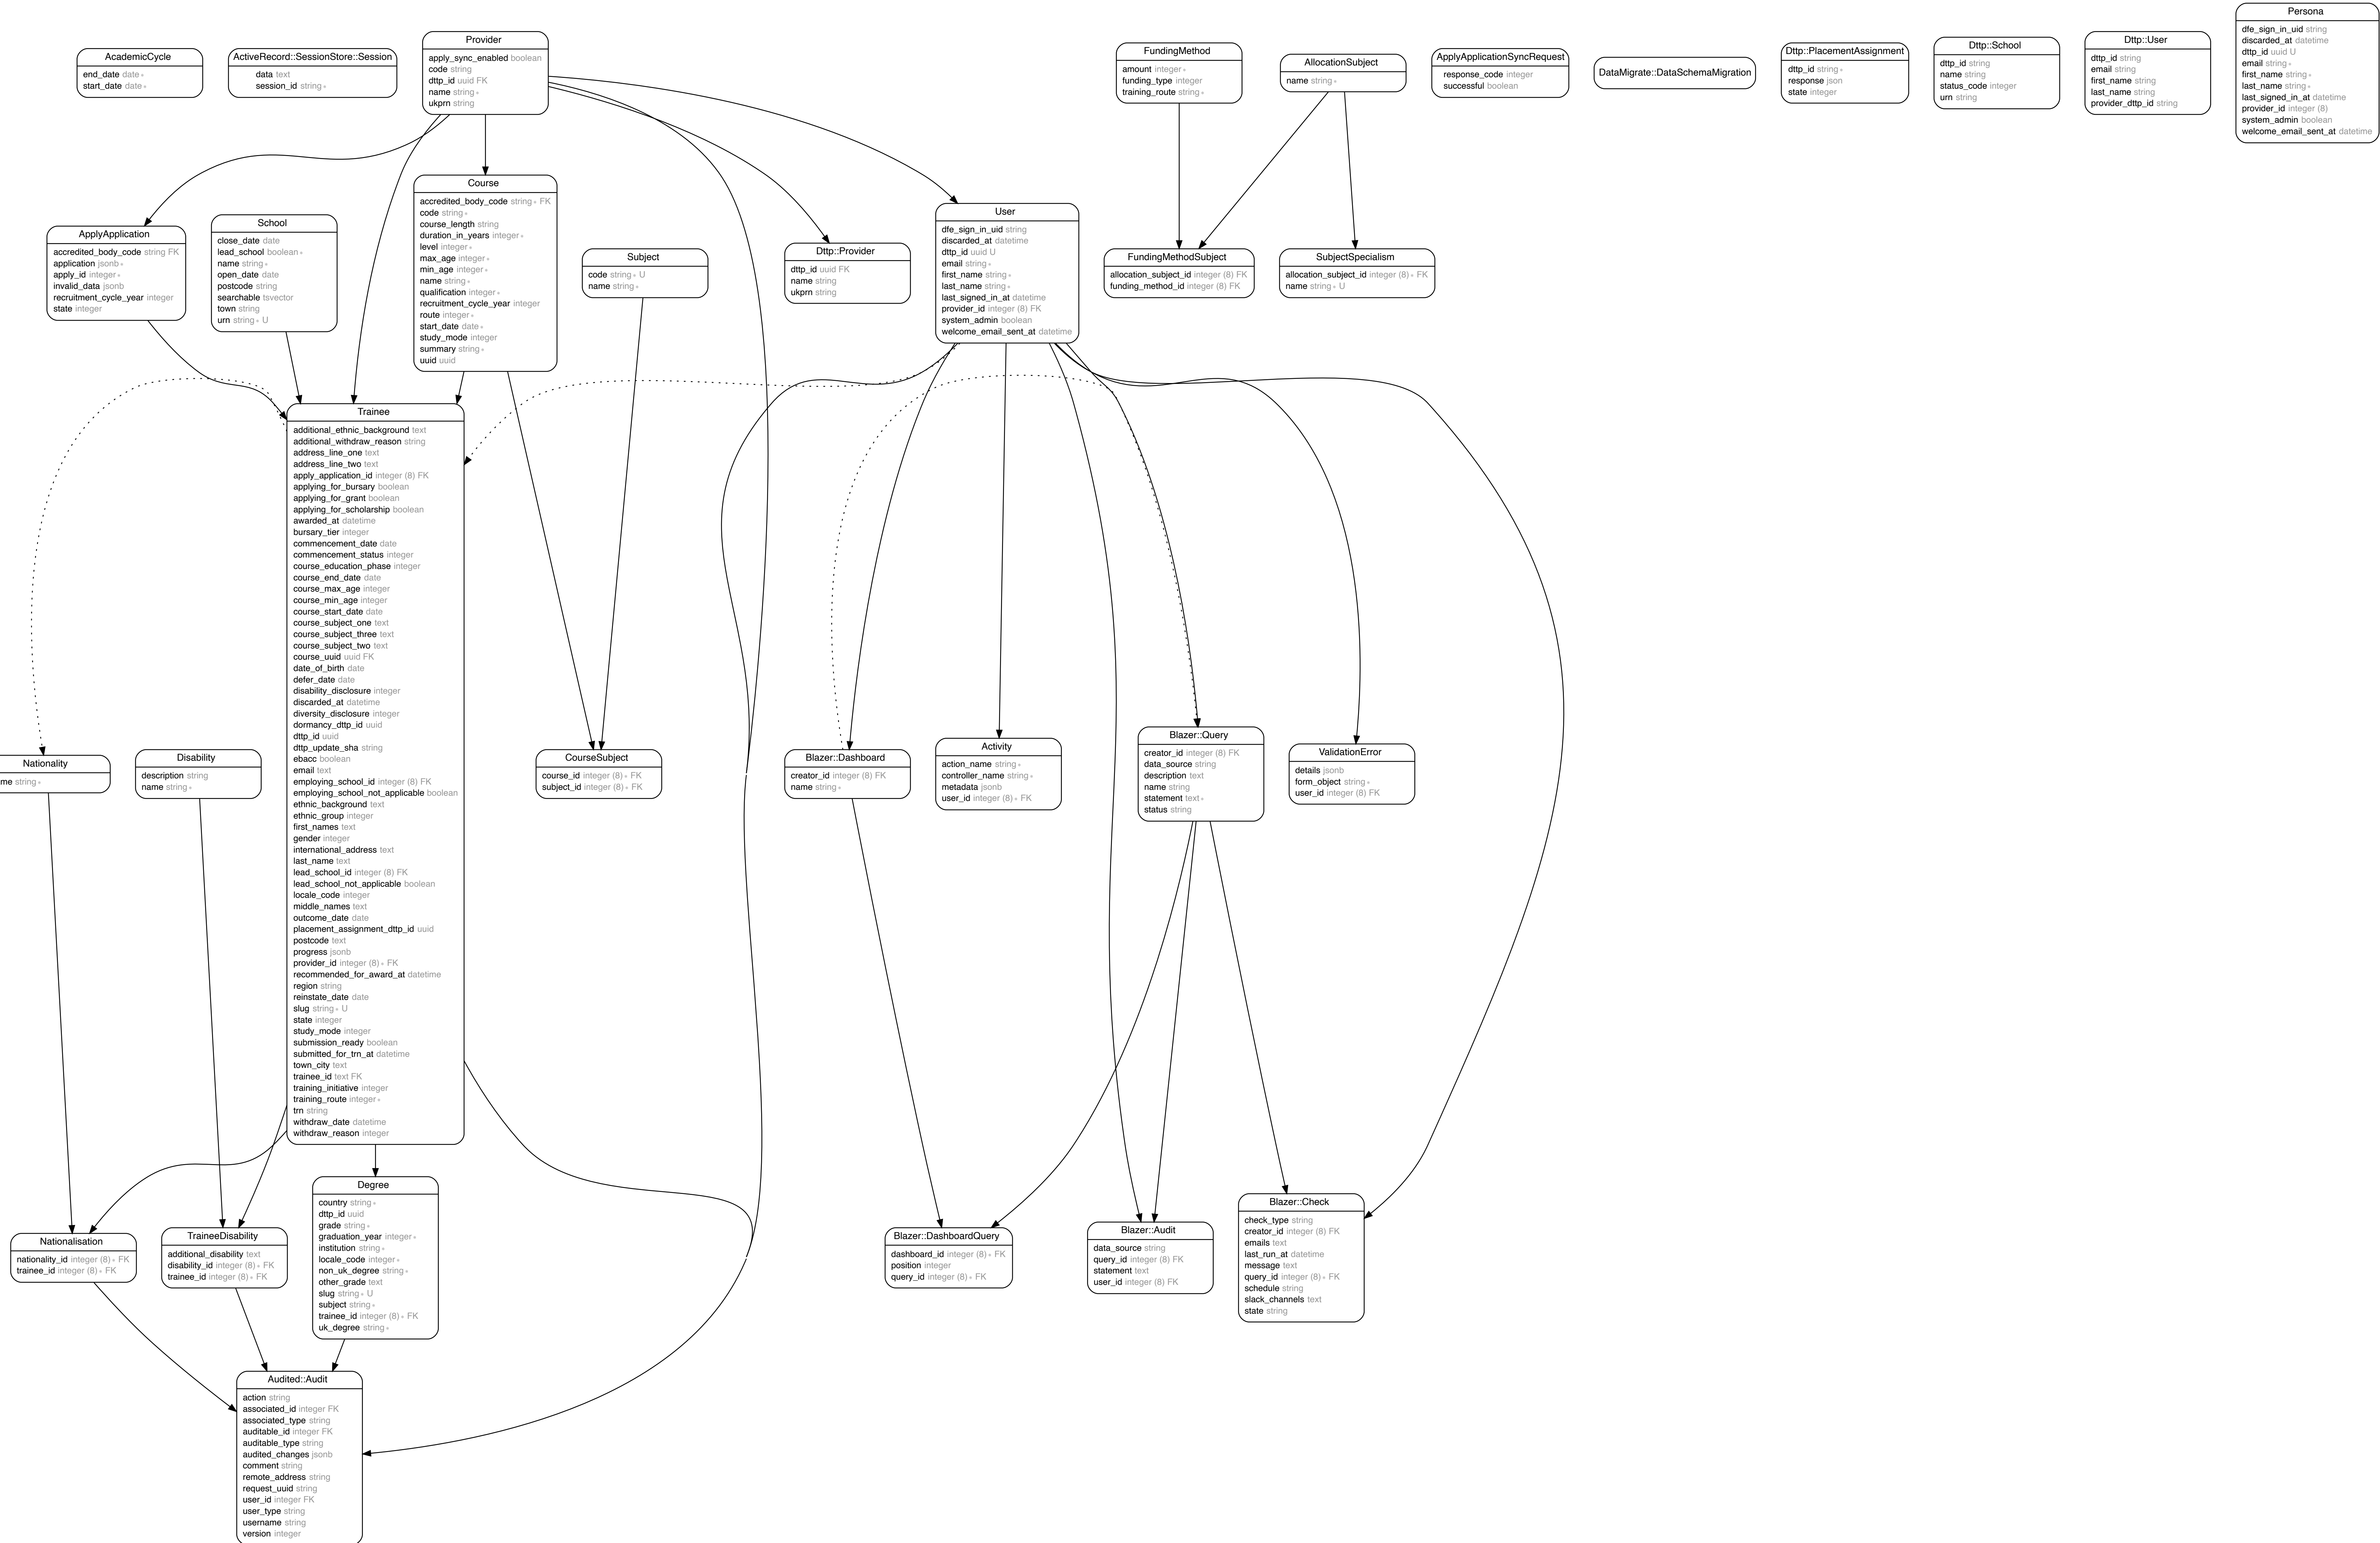 AcademicCycle
end_date date ∗
start_date date ∗
ActiveRecord::SessionStore::Session
data text
session_id string ∗
Provider
apply_sync_enabled boolean
code string
dttp_id uuid FK
name string ∗
ukprn string
FundingMethod
amount integer ∗
funding_type integer
training_route string ∗
AllocationSubject
name string ∗
ApplyApplicationSyncRequest
response_code integer
successful boolean
DataMigrate::DataSchemaMigration
Dttp::PlacementAssignment
dttp_id string ∗
response json
state integer
Dttp::School
dttp_id string
name string
status_code integer
urn string
Dttp::User
dttp_id string
email string
first_name string
last_name string
provider_dttp_id string
Persona
dfe_sign_in_uid string
discarded_at datetime
dttp_id uuid U
email string ∗
first_name string ∗
last_name string ∗
last_signed_in_at datetime
provider_id integer (8)
system_admin boolean
welcome_email_sent_at datetime
ApplyApplication
accredited_body_code string FK
application jsonb ∗
apply_id integer ∗
invalid_data jsonb
recruitment_cycle_year integer
state integer
School
close_date date
lead_school boolean ∗
name string ∗
open_date date
postcode string
searchable tsvector
town string
urn string ∗ U
Course
accredited_body_code string ∗ FK
code string ∗
course_length string
duration_in_years integer ∗
level integer ∗
max_age integer ∗
min_age integer ∗
name string ∗
qualification integer ∗
recruitment_cycle_year integer
route integer ∗
start_date date ∗
study_mode integer
summary string ∗
uuid uuid
Subject
code string ∗ U
name string ∗
Dttp::Provider
dttp_id uuid FK
name string
ukprn string
User
dfe_sign_in_uid string
discarded_at datetime
dttp_id uuid U
email string ∗
first_name string ∗
last_name string ∗
last_signed_in_at datetime
provider_id integer (8) FK
system_admin boolean
welcome_email_sent_at datetime
FundingMethodSubject
allocation_subject_id integer (8) FK
funding_method_id integer (8) FK
SubjectSpecialism
allocation_subject_id integer (8) ∗ FK
name string ∗ U
Trainee
additional_ethnic_background text
additional_withdraw_reason string
address_line_one text
address_line_two text
apply_application_id integer (8) FK
applying_for_bursary boolean
applying_for_grant boolean
applying_for_scholarship boolean
awarded_at datetime
bursary_tier integer
commencement_date date
commencement_status integer
course_education_phase integer
course_end_date date
course_max_age integer
course_min_age integer
course_start_date date
course_subject_one text
course_subject_three text
course_subject_two text
course_uuid uuid FK
date_of_birth date
defer_date date
disability_disclosure integer
discarded_at datetime
diversity_disclosure integer
dormancy_dttp_id uuid
dttp_id uuid
dttp_update_sha string
ebacc boolean
email text
employing_school_id integer (8) FK
employing_school_not_applicable boolean
ethnic_background text
ethnic_group integer
first_names text
gender integer
international_address text
last_name text
lead_school_id integer (8) FK
lead_school_not_applicable boolean
locale_code integer
middle_names text
outcome_date date
placement_assignment_dttp_id uuid
postcode text
progress jsonb
provider_id integer (8) ∗ FK
recommended_for_award_at datetime
region string
reinstate_date date
slug string ∗ U
state integer
study_mode integer
submission_ready boolean
submitted_for_trn_at datetime
town_city text
trainee_id text FK
training_initiative integer
training_route integer ∗
trn string
withdraw_date datetime
withdraw_reason integer
Nationality
me string ∗
Disability
description string
name string ∗
CourseSubject
course_id integer (8) ∗ FK
subject_id integer (8) ∗ FK
Blazer::Dashboard
creator_id integer (8) FK
name string ∗
Activity
action_name string ∗
controller_name string ∗
metadata jsonb
user_id integer (8) ∗ FK
Blazer::Query
creator_id integer (8) FK
data_source string
description text
name string
statement text ∗
status string
ValidationError
details jsonb
form_object string ∗
user_id integer (8) FK
Nationalisation
nationality_id integer (8) ∗ FK
trainee_id integer (8) ∗ FK
TraineeDisability
additional_disability text
disability_id integer (8) ∗ FK
trainee_id integer (8) ∗ FK
Degree
country string ∗
dttp_id uuid
grade string ∗
graduation_year integer ∗
institution string ∗
locale_code integer ∗
non_uk_degree string ∗
other_grade text
slug string ∗ U
subject string ∗
trainee_id integer (8) ∗ FK
uk_degree string ∗
Blazer::DashboardQuery
dashboard_id integer (8) ∗ FK
position integer
query_id integer (8) ∗ FK
Blazer::Audit
data_source string
query_id integer (8) FK
statement text
user_id integer (8) FK
Blazer::Check
check_type string
creator_id integer (8) FK
emails text
last_run_at datetime
message text
query_id integer (8) ∗ FK
schedule string
slack_channels text
state string
Audited::Audit
action string
associated_id integer FK
associated_type string
auditable_id integer FK
auditable_type string
audited_changes jsonb
comment string
remote_address string
request_uuid string
user_id integer FK
user_type string
username string
version integer